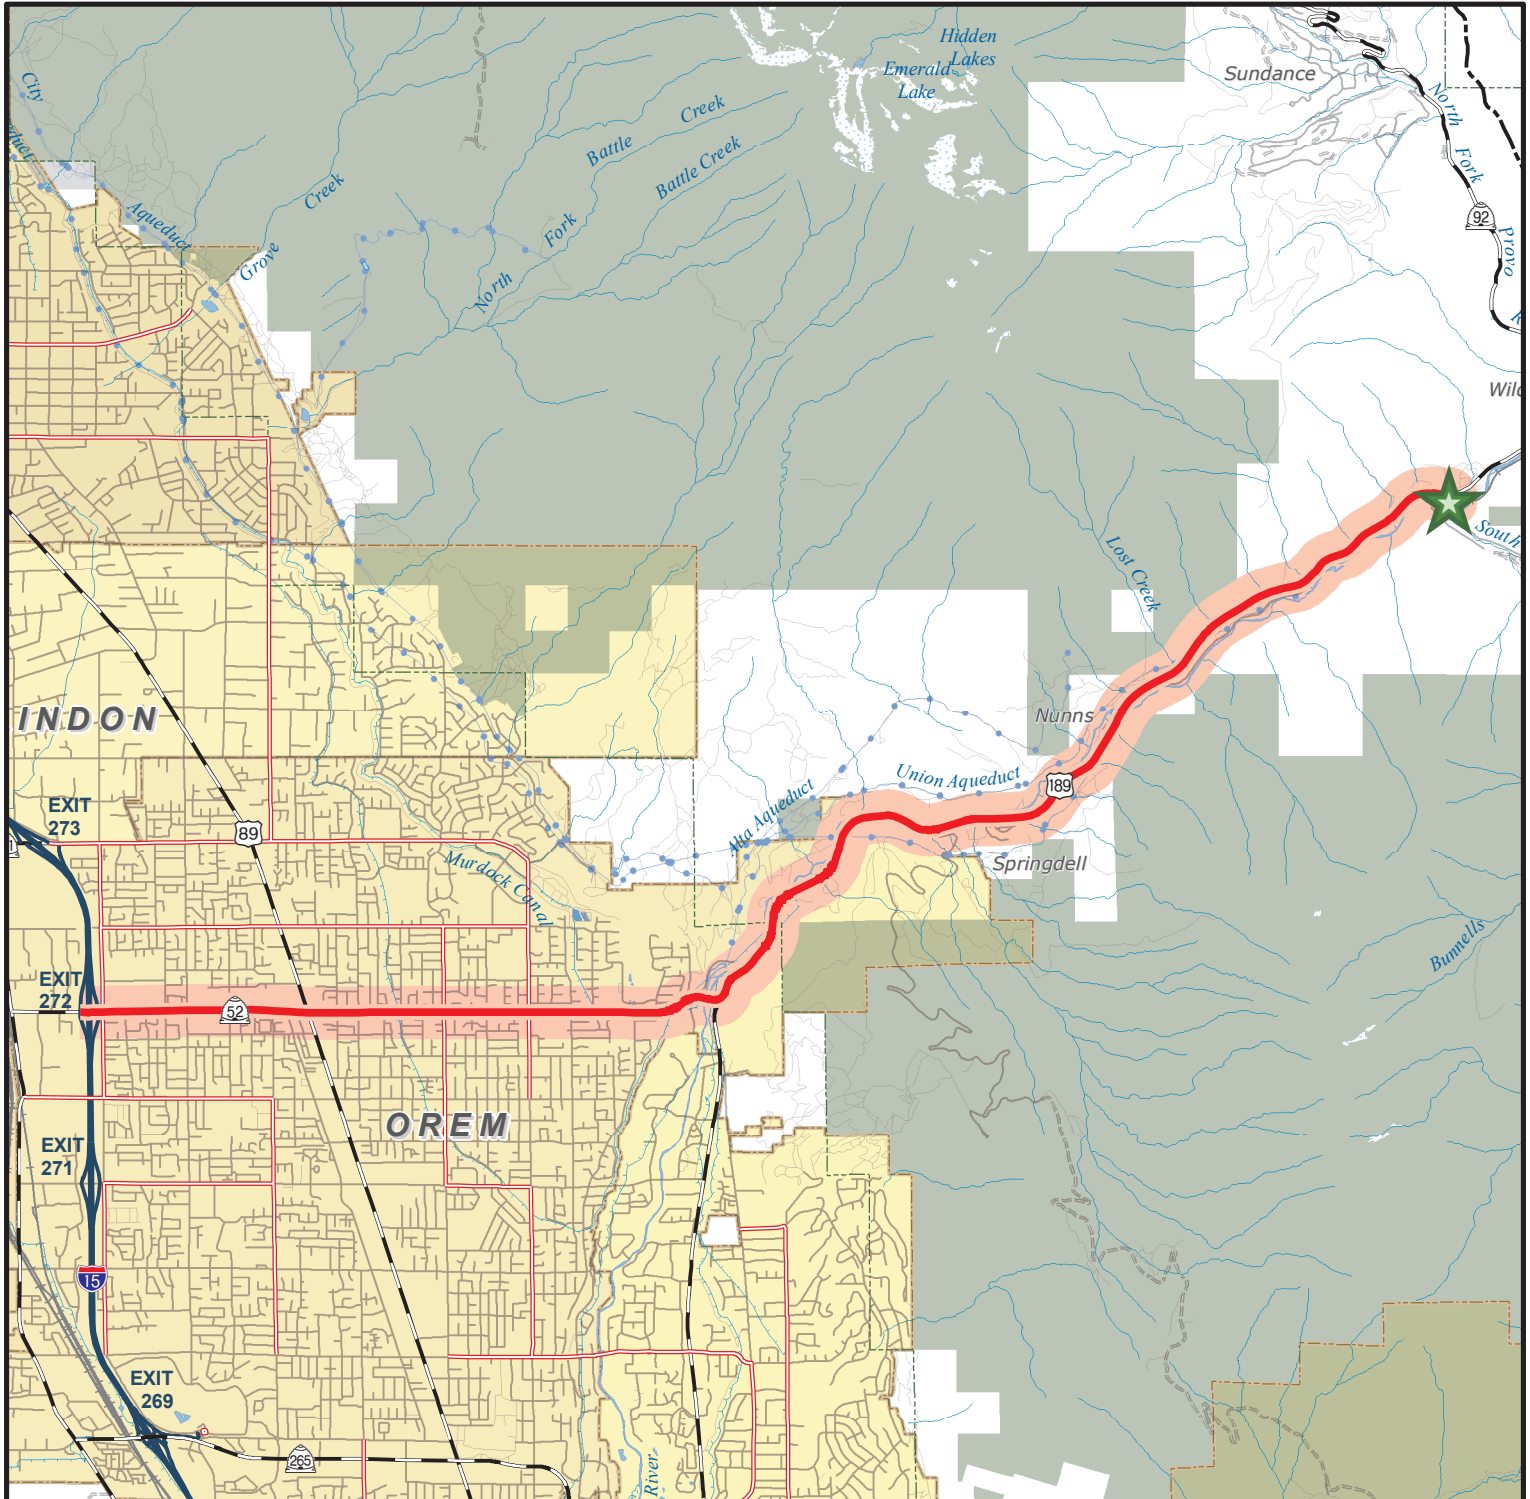 Hidden
Lakes
Emerald
Lake
Sundance
City
Creek
Battle
Battle Creek
North
Fork
Creek
Aqueduct
Grove
Fork
North
92
Provo
South
Lost Creek
INDON
Nunns
Union Aqueduct
189
Alta Aqueduct
EXIT
273
89
Murdock Canal
Springdell
Bunnells
EXIT
272
52
OREM
EXIT
271
15
EXIT
269
265
River